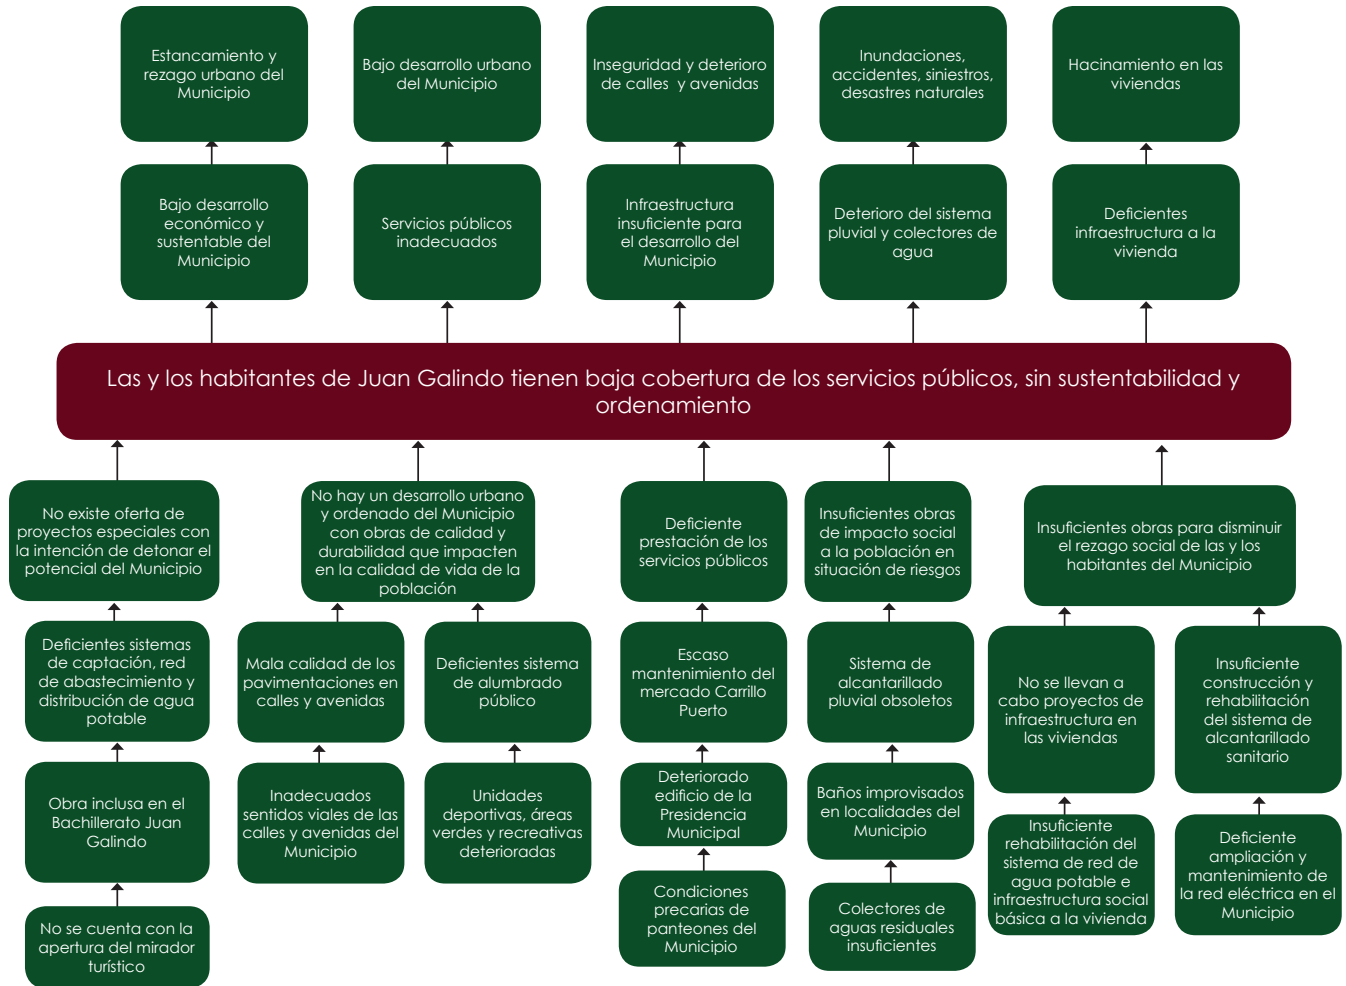 Estancamiento y
rezago urbano del
Municipio
Bajo desarrollo urbano
del Municipio
Inseguridad y deterioro
de calles y avenidas
Inundaciones,
accidentes, siniestros,
desastres naturales
Hacinamiento en las
viviendas
Bajo desarrollo
económico y
sustentable del
Municipio
Servicios públicos
inadecuados
Infraestructura
insuficiente para
el desarrollo del
Municipio
Deterioro del sistema
pluvial y colectores de
agua
Deficientes
infraestructura a la
vivienda
Las y los habitantes de Juan Galindo tienen baja cobertura de los servicios públicos, sin sustentabilidad y
ordenamiento
No existe oferta de
proyectos especiales con
la intención de detonar el
potencial del Municipio
No hay un desarrollo urbano
y ordenado del Municipio
con obras de calidad y
durabilidad que impacten
en la calidad de vida de la
población
Deficiente
prestación de los
servicios públicos
Insuficientes obras
de impacto social
a la población en
situación de riesgos
Insuficientes obras para disminuir
el rezago social de las y los
habitantes del Municipio
Deficientes sistemas
de captación, red
de abastecimiento y
distribución de agua
potable
Mala calidad de los
pavimentaciones en
calles y avenidas
Deficientes sistema
de alumbrado
público
Escaso
mantenimiento del
mercado Carrillo
Puerto
Sistema de
alcantarillado
pluvial obsoletos
No se llevan a
cabo proyectos de
infraestructura en
las viviendas
Insuficiente
construcción y
rehabilitación
del sistema de
alcantarillado
sanitario
Obra inclusa en el
Bachillerato Juan
Galindo
Inadecuados
sentidos viales de las
calles y avenidas del
Municipio
Unidades
deportivas, áreas
verdes y recreativas
deterioradas
Deteriorado
edificio de la
Presidencia
Municipal
Baños improvisados
en localidades del
Municipio
Insuficiente
rehabilitación del
sistema de red de
agua potable e
infraestructura social
básica a la vivienda
Deficiente
ampliación y
mantenimiento de
la red eléctrica en el
Municipio
No se cuenta con la
apertura del mirador
turístico
Condiciones
precarias de
panteones del
Municipio
Colectores de
aguas residuales
insuficientes